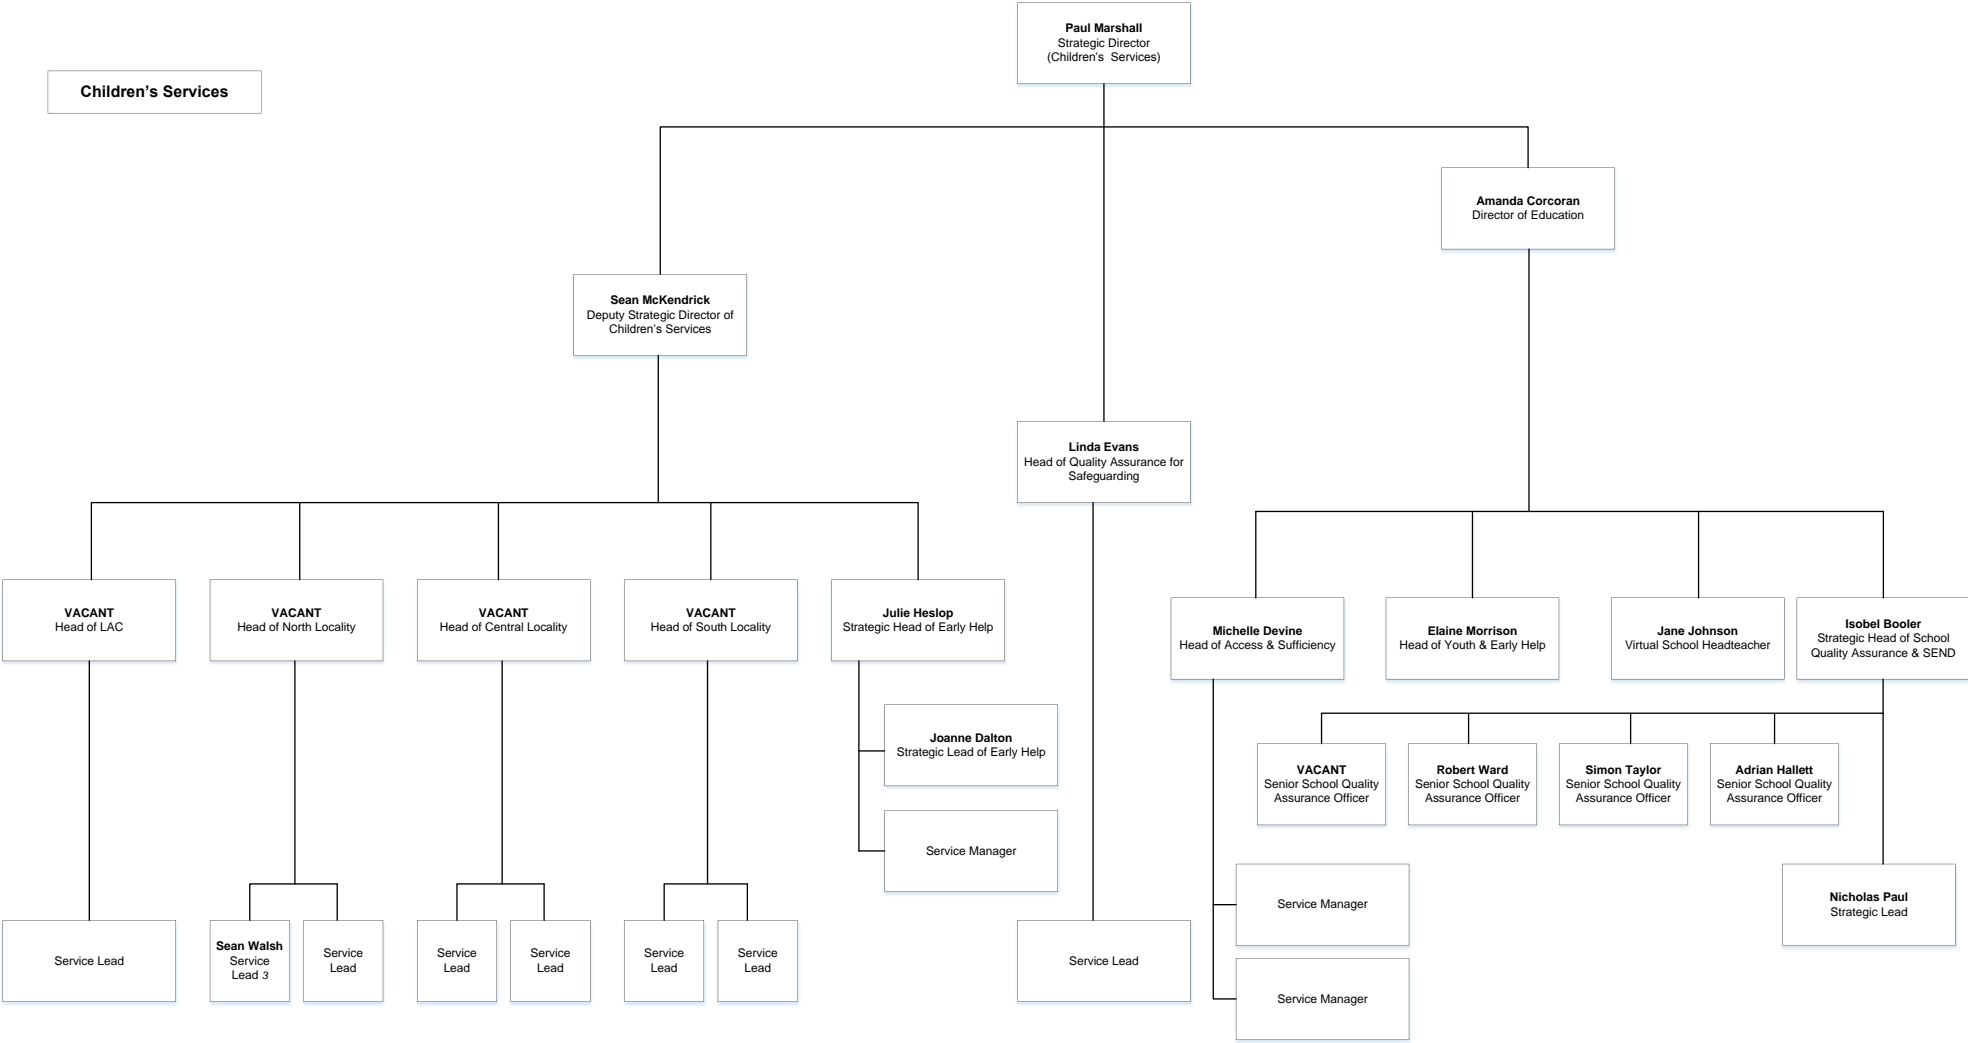 Paul Marshall
Strategic Director
(Children's  Services)
Children's Services
Amanda Corcoran
Director of Education
Sean McKendrick
Deputy Strategic Director of
Children's Services
Linda Evans
Head of Quality Assurance for
Safeguarding
VACANT
Head of LAC
VACANT
Head of North Locality
VACANT
Head of Central Locality
VACANT
Head of South Locality
Julie Heslop
Strategic Head of Early Help
Michelle Devine
Head of Access & Sufficiency
Elaine Morrison
Head of Youth & Early Help
Jane Johnson
Virtual School Headteacher
Isobel Booler
Strategic Head of School
Quality Assurance & SEND
Joanne Dalton
Strategic Lead of Early Help
Service Manager
VACANT
Senior School Quality
Assurance Officer
Robert Ward
Senior School Quality
Assurance Officer
Simon Taylor
Senior School Quality
Assurance Officer
Adrian Hallett
Senior School Quality
Assurance Officer
Service Manager
Nicholas Paul
Strategic Lead
Service Lead
Sean Walsh
Service
Lead 3
Service
Lead
Service
Lead
Service
Lead
Service
Lead
Service
Lead
Service Lead
Service Manager